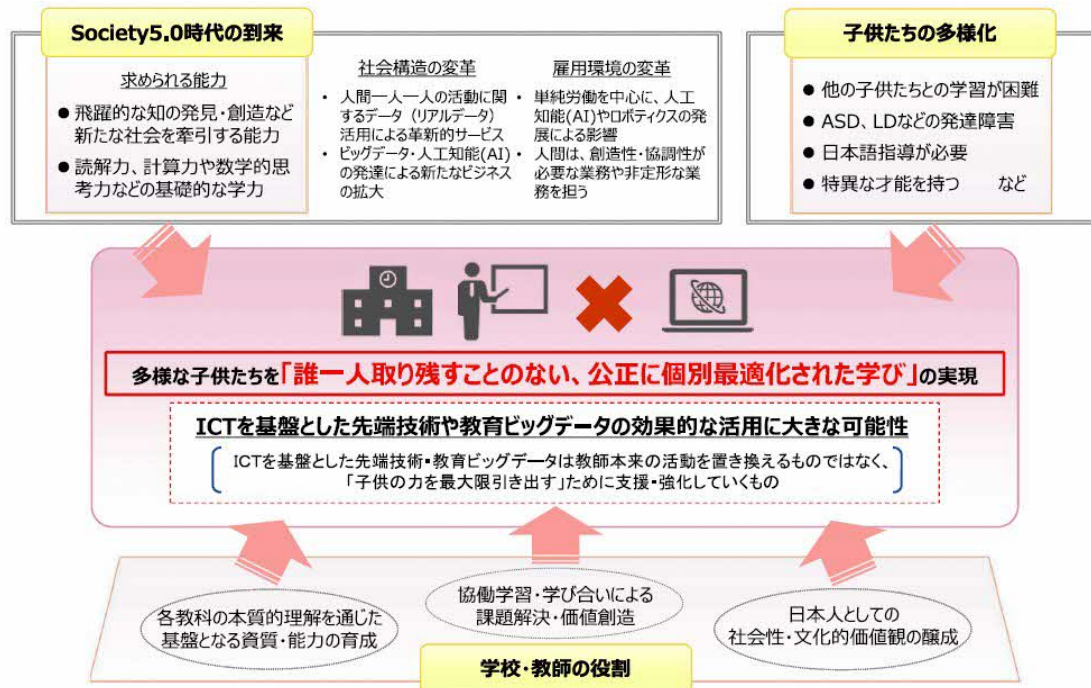 Society5.0時代の到来
求められる能力
● 飛躍的な知の発見・創造など
新たな社会を牽引する能力
● 読解力、計算力や数学的思
考力などの基礎的な学力
社会構造の変革
・ 人間一人一人の活動に関
するデータ（リアルデータ）
活用による革新的サービス
・ ビッグデータ・人工知能(AI)
の発達による新たなビジネス
の拡大
雇用環境の変革
・ 単純労働を中心に、人工
知能(AI)やロボティクスの発
展による影響
・ 人間は、創造性・協調性が
必要な業務や非定形な業
務を担う
子供たちの多様化
● 他の子供たちとの学習が困難
● ASD、LDなどの発達障害
● 日本語指導が必要
● 特異な才能を持つ　など
多様な子供たちを「誰一人取り残すことのない、公正に個別最適化された学び」の実現
ICTを基盤とした先端技術や教育ビッグデータの効果的な活用に大きな可能性
ICTを基盤とした先端技術・教育ビッグデータは教師本来の活動を置き換えるものではなく、
「子供の力を最大限引き出す」ために支援・強化していくもの
各教科の本質的理解を通じた
基盤となる資質・能力の育成
協働学習・学び合いによる
課題解決・価値創造
日本人としての
社会性・文化的価値観の醸成
学校・教師の役割